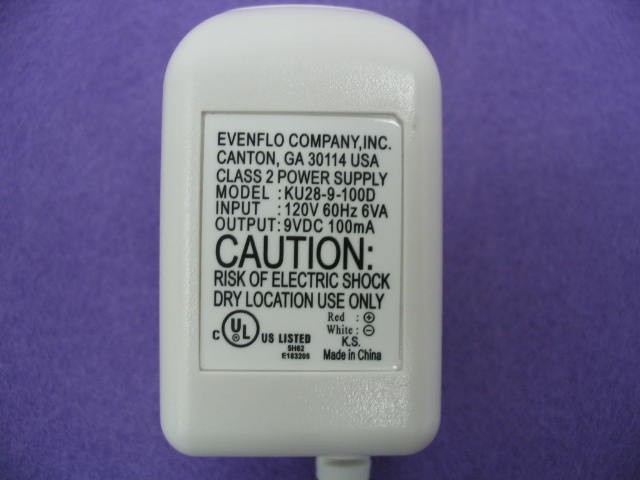 EVENFLO COMPANY,INC.
CANTON, GA 30114 USA
CLASS 2 POWER SUPPLY
MODEL : KU28-9-100D
INPUT : 120V 60Hz 6VA
OUTPUT: 9VDC 100mA
CAUTION:
RISK OF ELECTRIC SHOCK
DRY LOCATION USE ONLY
Red : ⊕
White : ⊖
C UL US LISTED
5H62
E183205
K.S.
Made in China